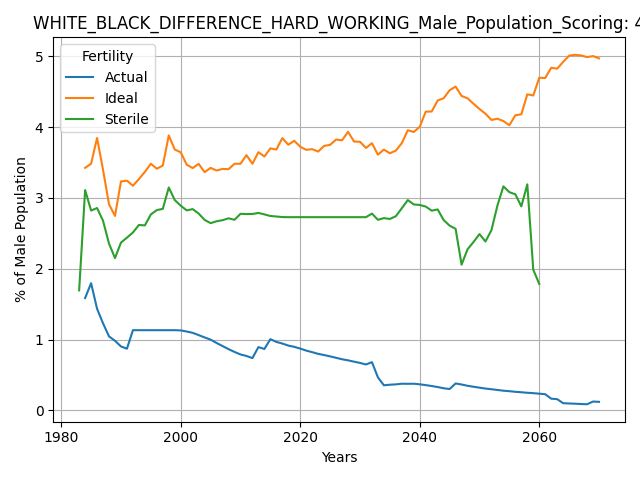 WHITE_BLACK_DIFFERENCE_HARD_WORKING_Male_Population_Scoring: 4
Fertility
Actual
Ideal
Sterile
% of Male Population
5
4
3
2
1
0
1980 2000 2020 2040 2060
Years